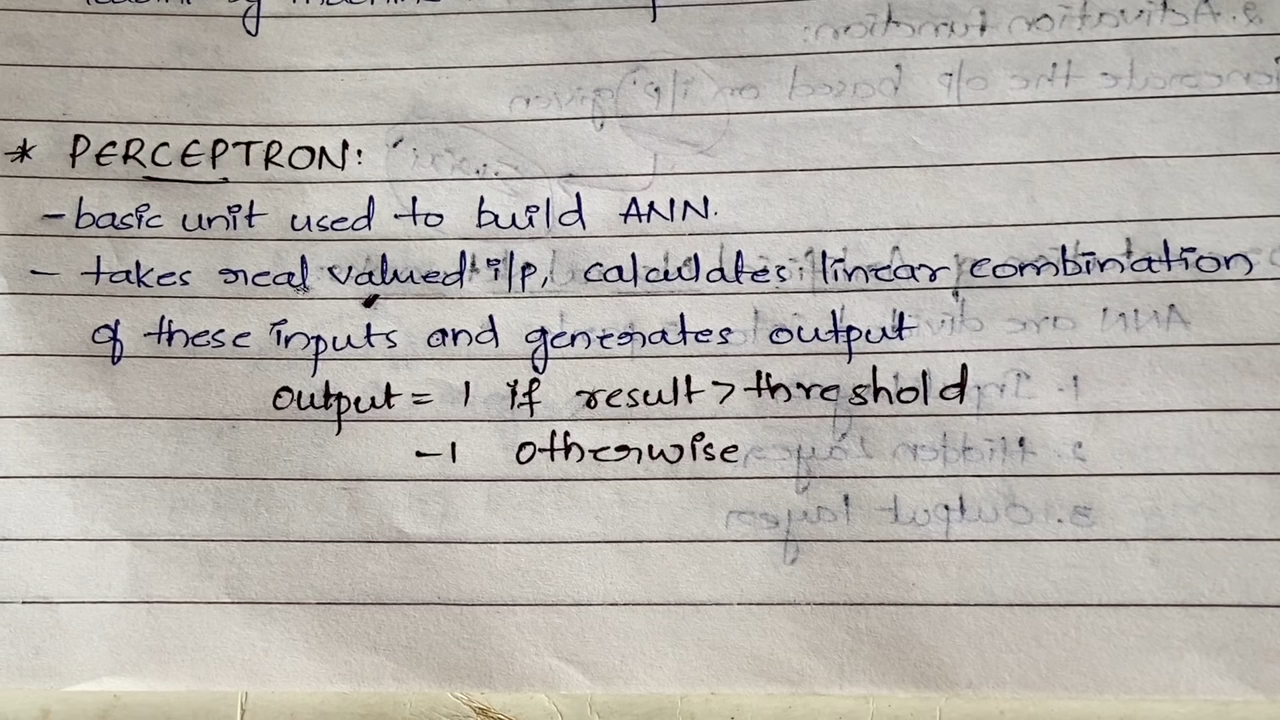 * PERCEPTRON:
- basic unit used to build ANN.
- takes real valued i/p, calculates linear combination
of these inputs and generates output
output = 1 if result > threshold
-1 otherwise